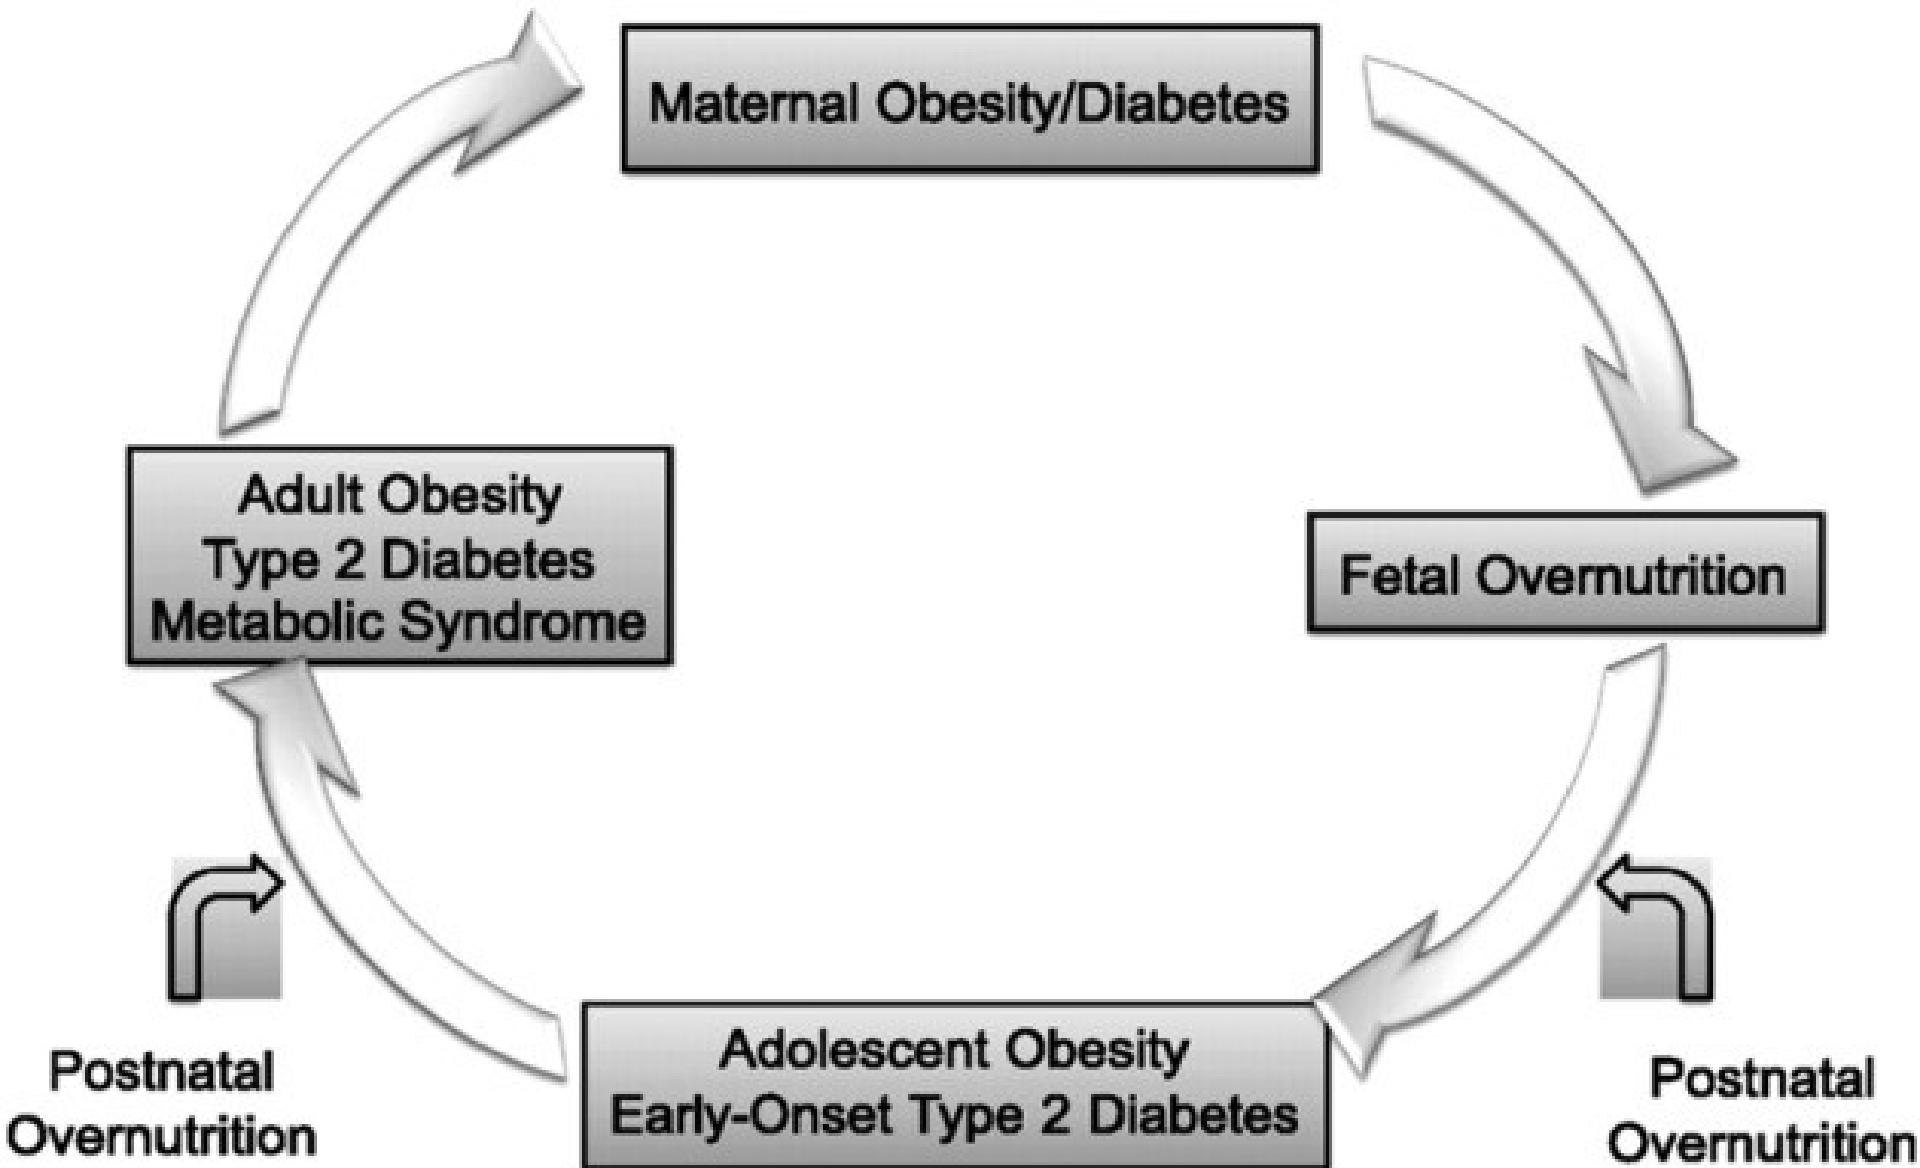 Maternal Obesity/Diabetes
Adult Obesity
Type 2 Diabetes
Metabolic Syndrome
Fetal Overnutrition
Adolescent Obesity
Early-Onset Type 2 Diabetes
Postnatal
Overnutrition
Postnatal
Overnutrition